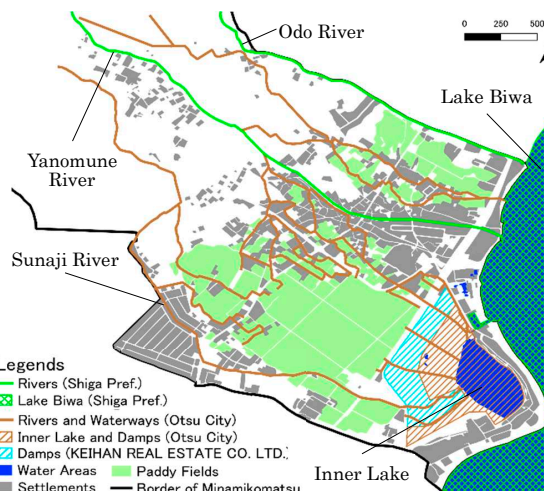 Odo River
0 250 500
Lake Biwa
Yanomune
River
Sunaji River
Legends
Rivers (Shiga Pref.)
Lake Biwa (Shiga Pref.)
Rivers and Waterways (Otsu City)
Inner Lake and Damps (Otsu City)
Damps (KEIHAN REAL ESTATE CO. LTD.)
Water Areas Paddy Fields
Settlements Border of Minamikomatsu
Inner Lake